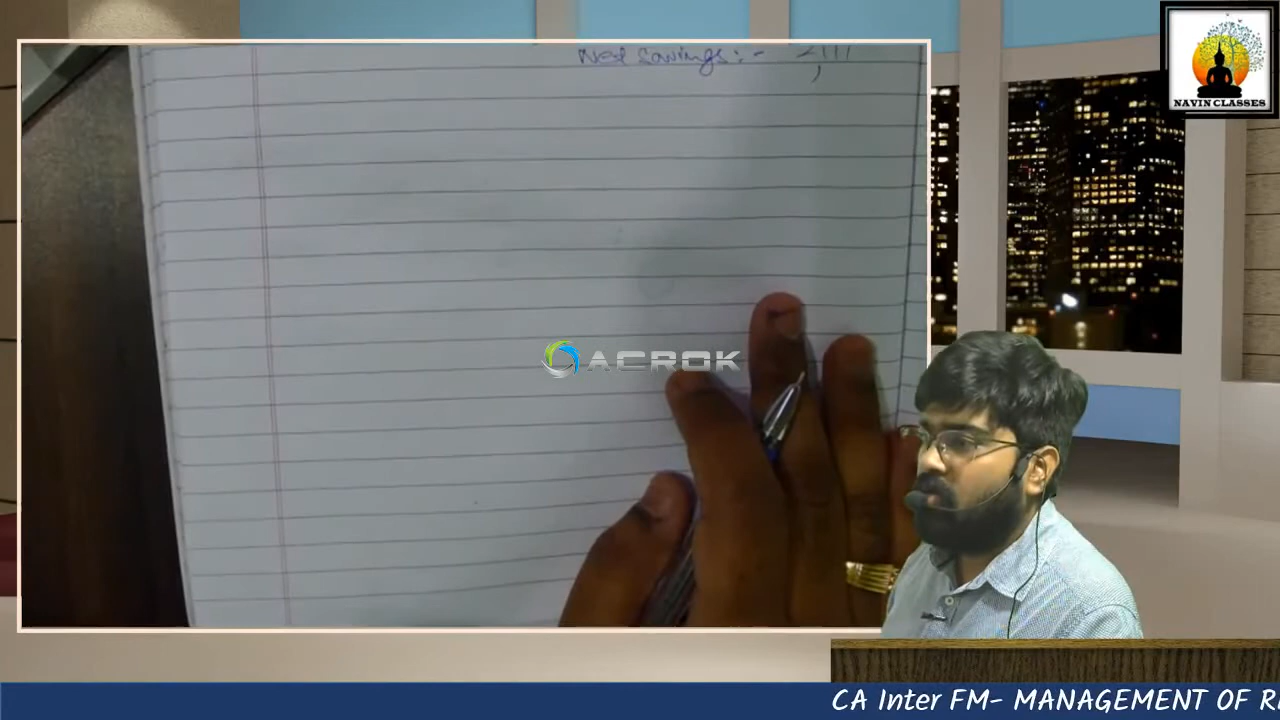 Net savings :-
NAVIN CLASSES
ACROK
CA Inter FM- MANAGEMENT OF R